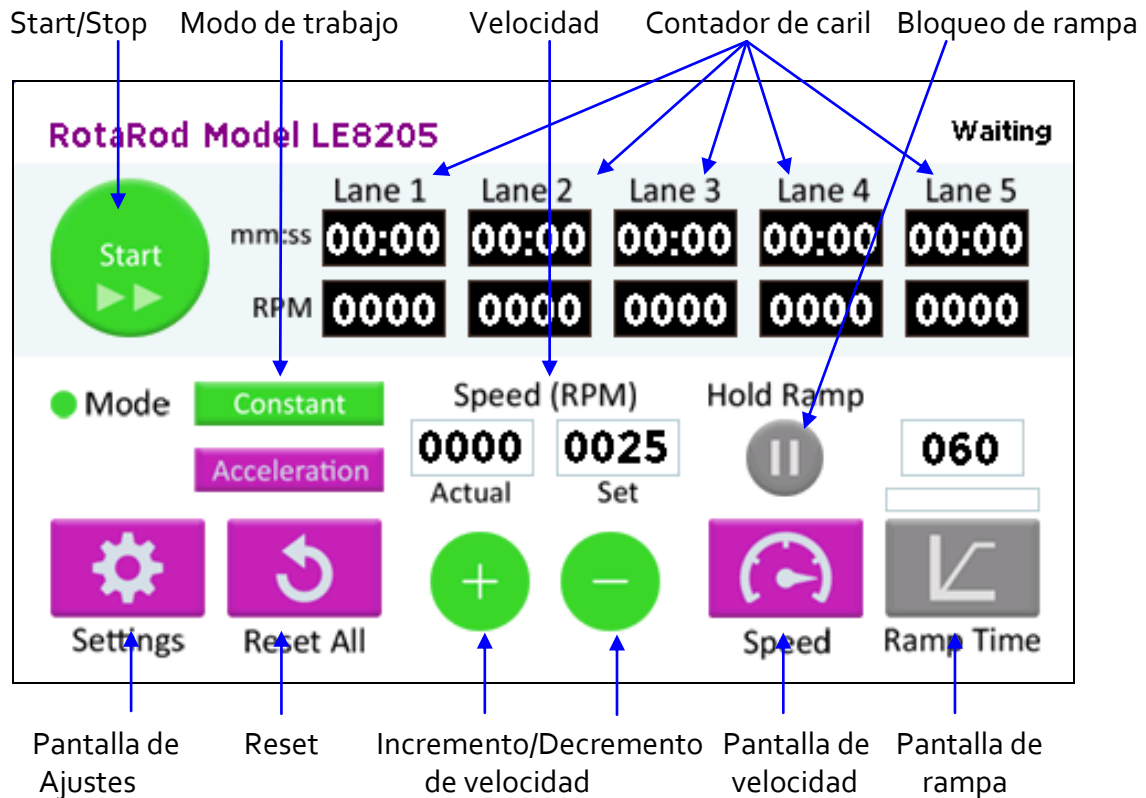 Start/Stop Modo de trabajo Velocidad Contador de caril Bloqueo de rampa
RotaRod Model LE8205 Waiting
Lane 1 Lane 2 Lane 3 Lane 4 Lane 5
mm:ss 00:00 00:00 00:00 00:00 00:00
Start
RPM 0000 0000 0000 0000 0000
Mode Constant Speed (RPM) Hold Ramp
0000 0025 060
Acceleration
Actual Set
Settings Reset All Speed Ramp Time
Pantalla de Reset Incremento/Decremento Pantalla de Pantalla de
Ajustes de velocidad velocidad rampa